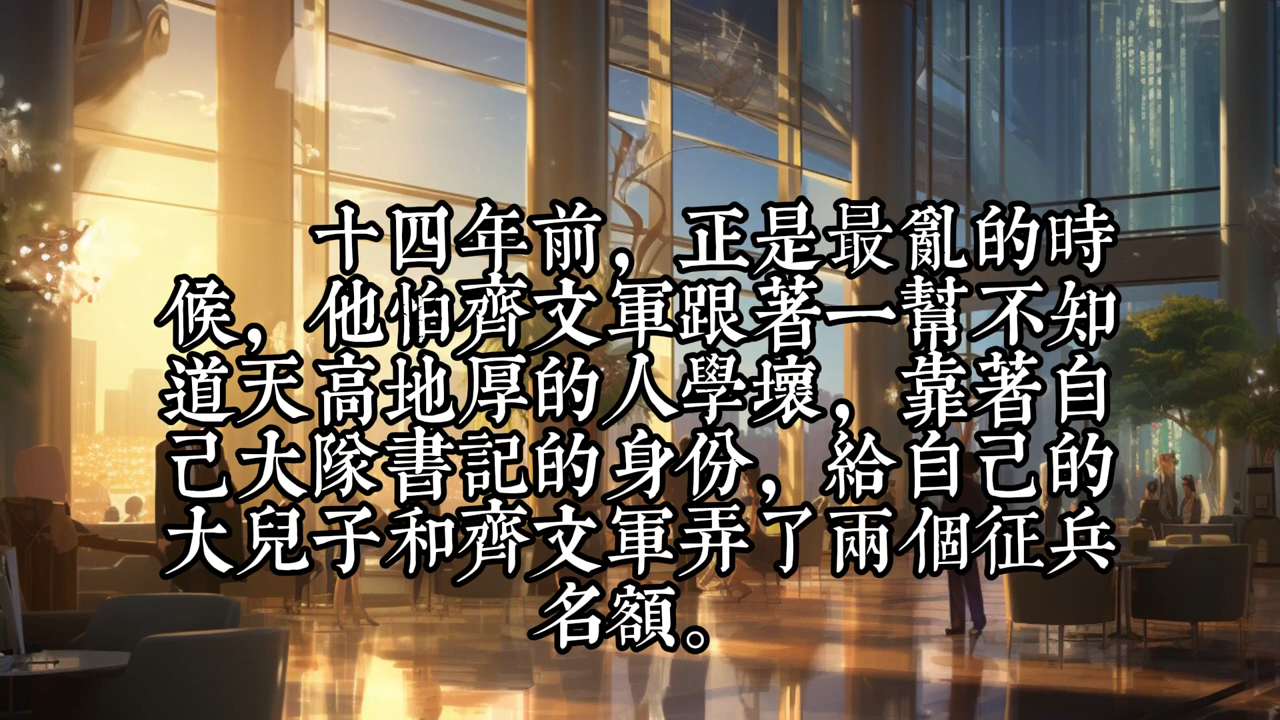 十四年前，正是最亂的時
候，他怕齊文軍跟著一幫不知
道天高地厚的人學壞，靠著自
己大隊書記的身份，給自己的
大兒子和齊文軍弄了兩個征兵
名額。